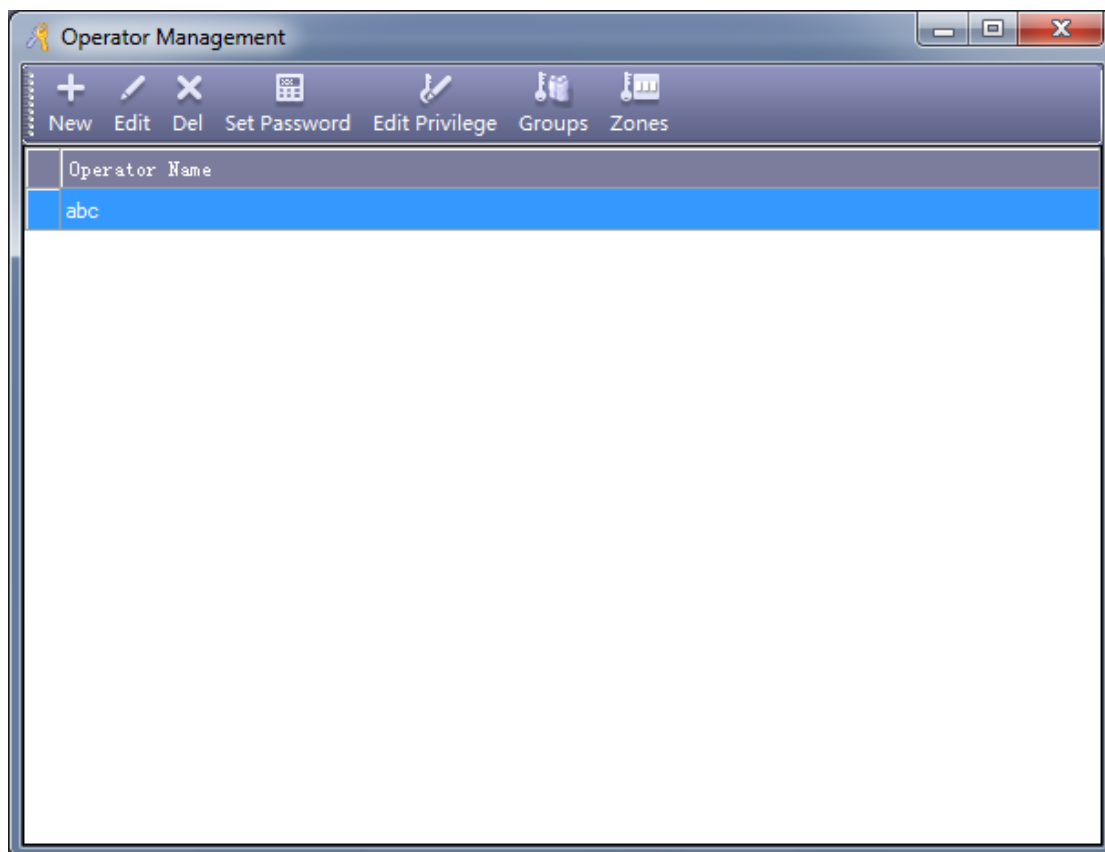 Operator Management
New Edit Del Set Password Edit Privilege Groups Zones
Operator Name
abc